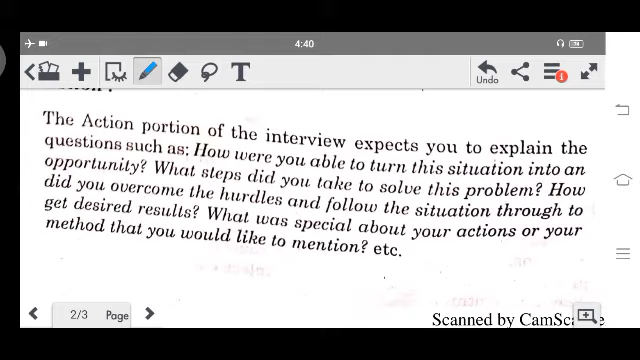 4:40
Undo
The Action portion of the interview expects you to explain the
questions such as: How were you able to turn this situation into an
opportunity? What steps did you take to solve this problem? How
did you overcome the hurdles and follow the situation through to
get desired results? What was special about your actions or your
method that you would like to mention? etc.
2/3 Page
Scanned by CamSca